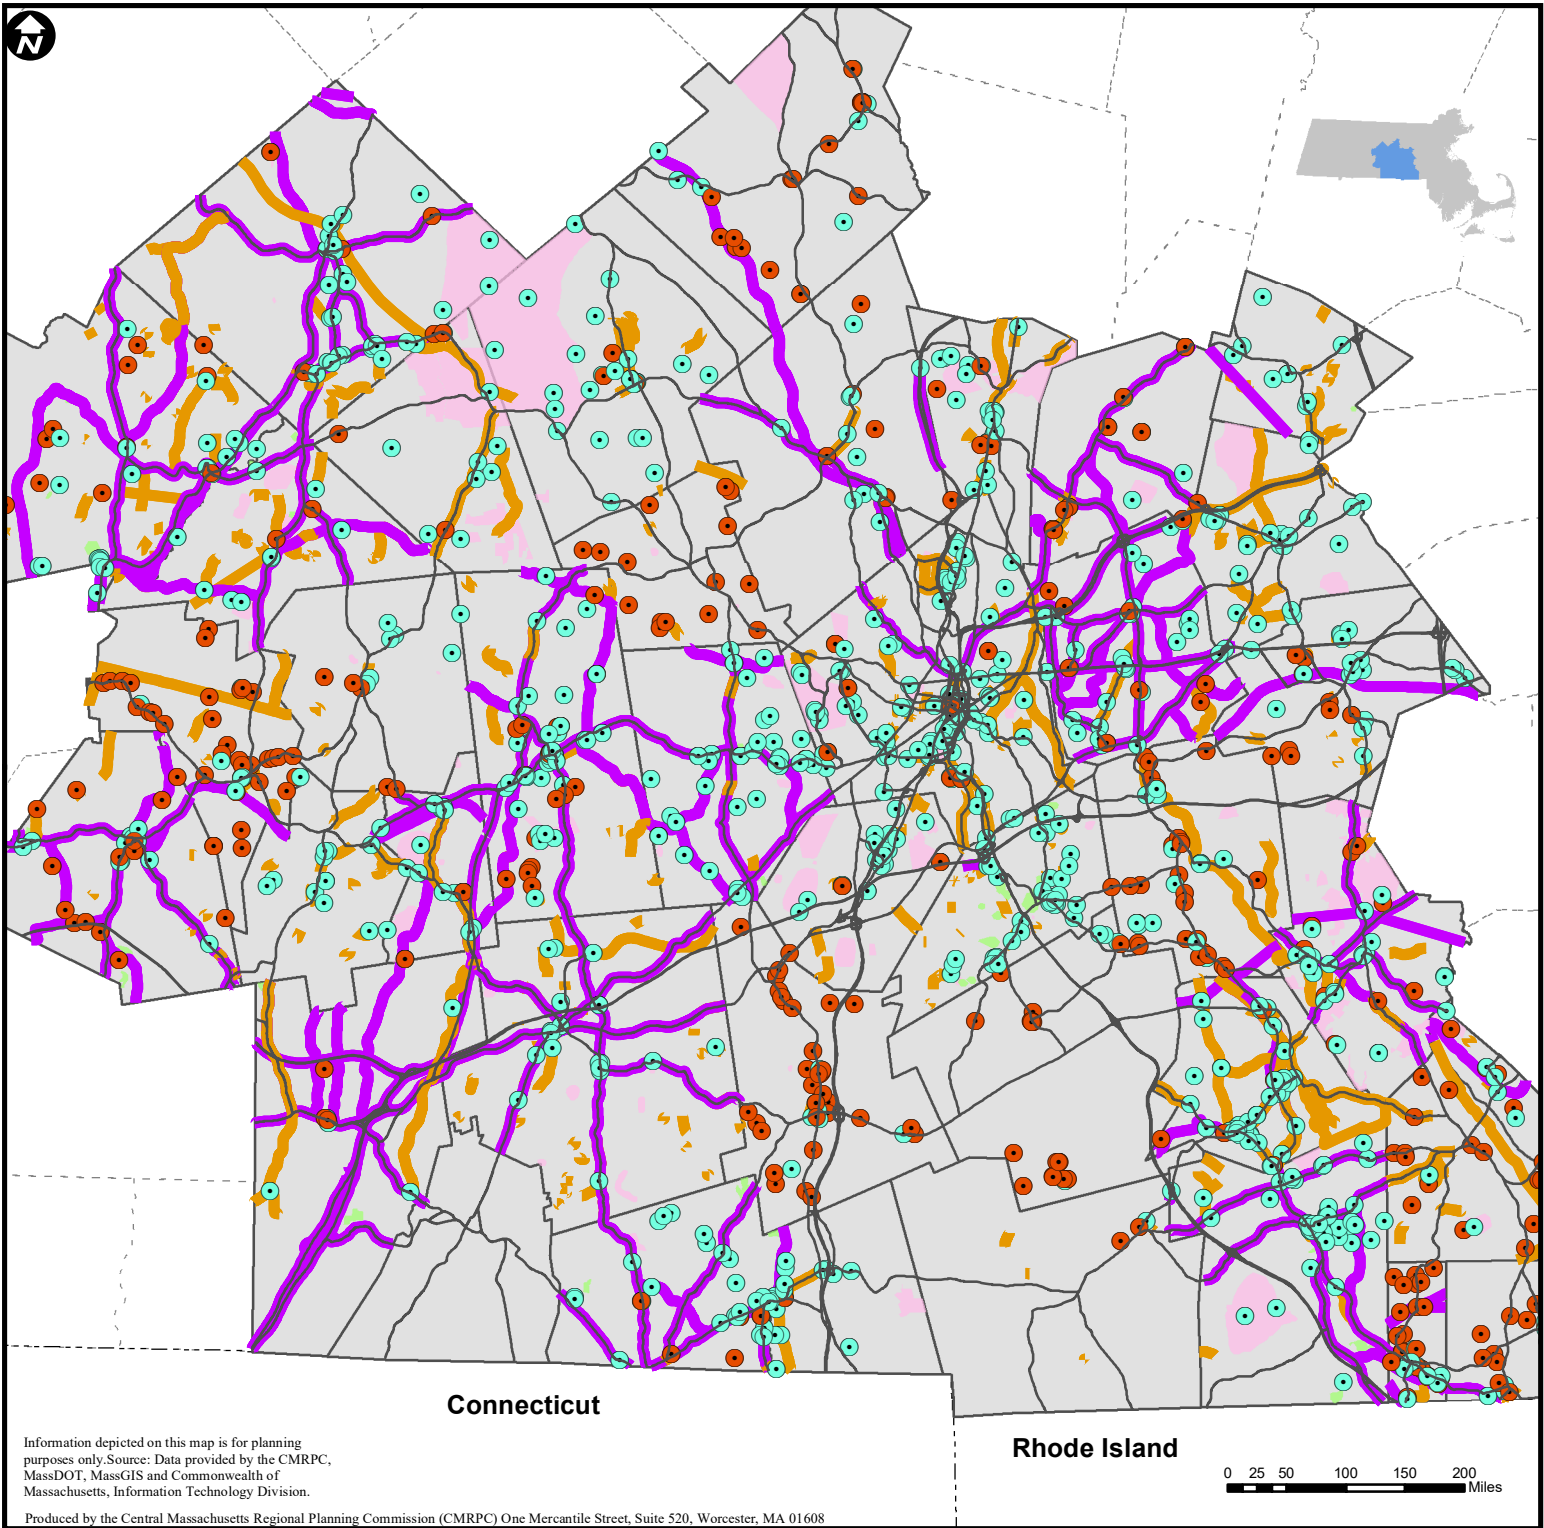 N
Connecticut
Rhode Island
Information depicted on this map is for planning
purposes only.Source: Data provided by the CMRPC,
MassDOT, MassGIS and Commonwealth of
Massachusetts, Information Technology Division.
0 25 50 100 150 200
Miles
Produced by the Central Massachusetts Regional Planning Commission (CMRPC) One Mercantile Street, Suite 520, Worcester, MA 01608